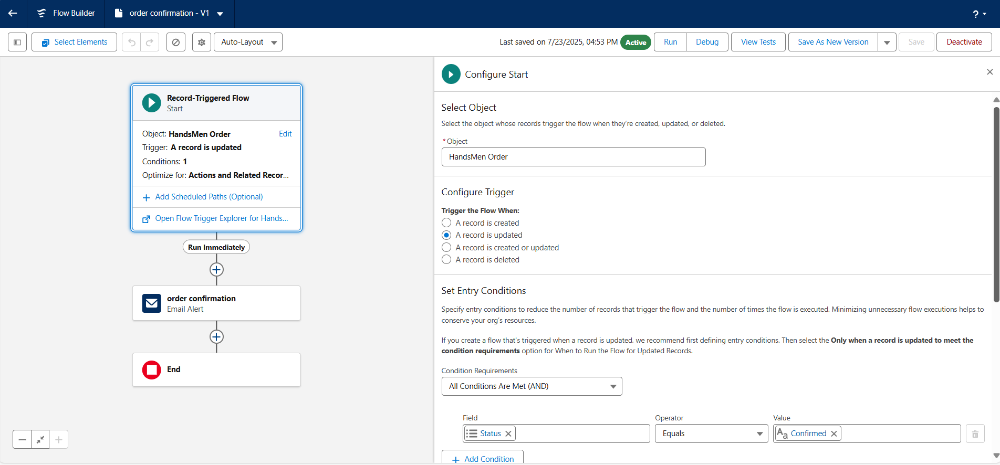 Flow Builder
order confirmation - V1
?
Select Elements
Auto-Layout
Last saved on 7/23/2025, 04:53 PM
Active
Run
Debug
View Tests
Save As New Version
Save
Deactivate
Record-Triggered Flow
Start
Object: HandsMen Order
Edit
Trigger: A record is updated
Conditions: 1
Optimize for: Actions and Related Recor...
Add Scheduled Paths (Optional)
Open Flow Trigger Explorer for Hands...
Run Immediately
order confirmation
Email Alert
End
Configure Start
Select Object
Select the object whose records trigger the flow when they're created, updated, or deleted.
* Object
HandsMen Order
Configure Trigger
Trigger the Flow When:
A record is created
A record is updated
A record is created or updated
A record is deleted
Set Entry Conditions
Specify entry conditions to reduce the number of records that trigger the flow and the number of times the flow is executed. Minimizing unnecessary flow executions helps to
conserve your org's resources.
If you create a flow that's triggered when a record is updated, we recommend first defining entry conditions. Then select the Only when a record is updated to meet the
condition requirements option for When to Run the Flow for Updated Records.
Condition Requirements
All Conditions Are Met (AND)
Field
Operator
Value
Status
Equals
Aa Confirmed
Add Condition